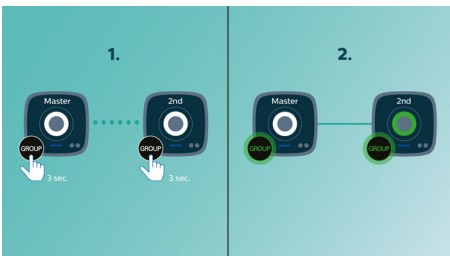 1.
Master
2nd
GROUP
GROUP
3 sec.
3 sec.
2.
Master
2nd
GROUP
GROUP